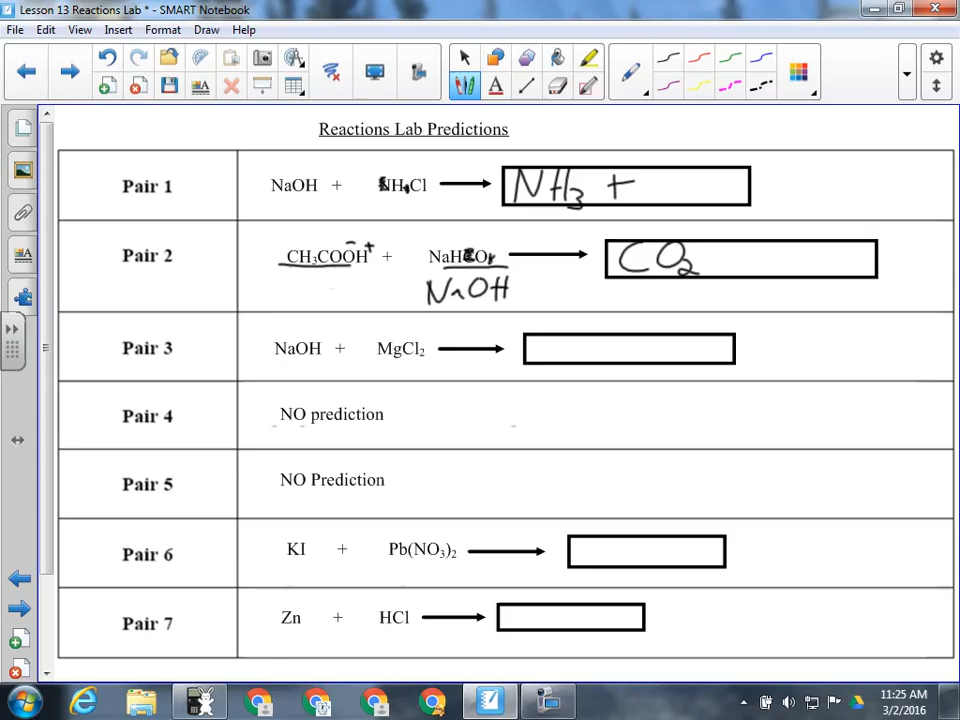 Lesson 13 Reactions Lab * - SMART Notebook
File Edit View Insert Format Draw Help
Reactions Lab Predictions
Pair 1 NaOH + NH₄Cl → NH₃ +
Pair 2 CH₃COO⁻H⁺ + NaHCO₃ → CO₂
NaOH
Pair 3 NaOH + MgCl₂ →
Pair 4 NO prediction
Pair 5 NO Prediction
Pair 6 KI + Pb(NO₃)₂ →
Pair 7 Zn + HCl →
11:25 AM
3/2/2016